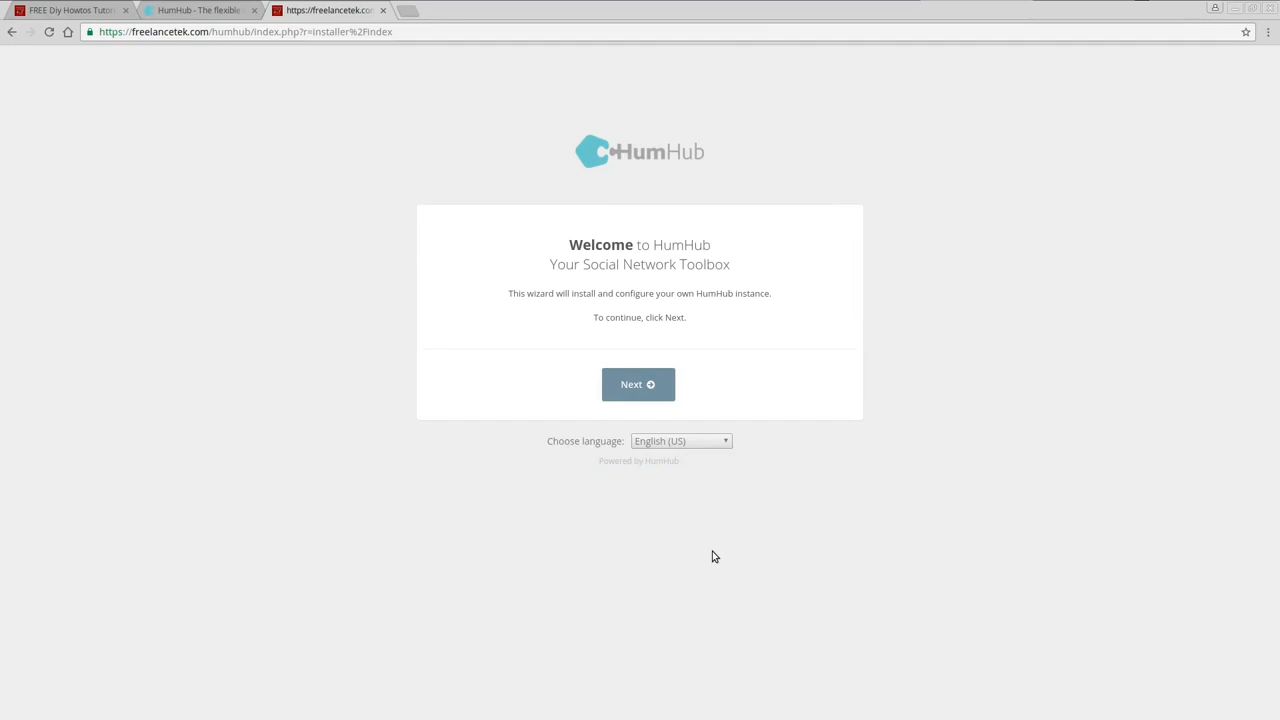 FREE Diy Howtos Tutori
HumHub - The flexible
https://freelancetek.co
https://freelancetek.com/humhub/index.php?r=installer%2Findex
HumHub
Welcome to HumHub
Your Social Network Toolbox
This wizard will install and configure your own HumHub instance.
To continue, click Next.
Next
Choose language: English (US)
Powered by HumHub